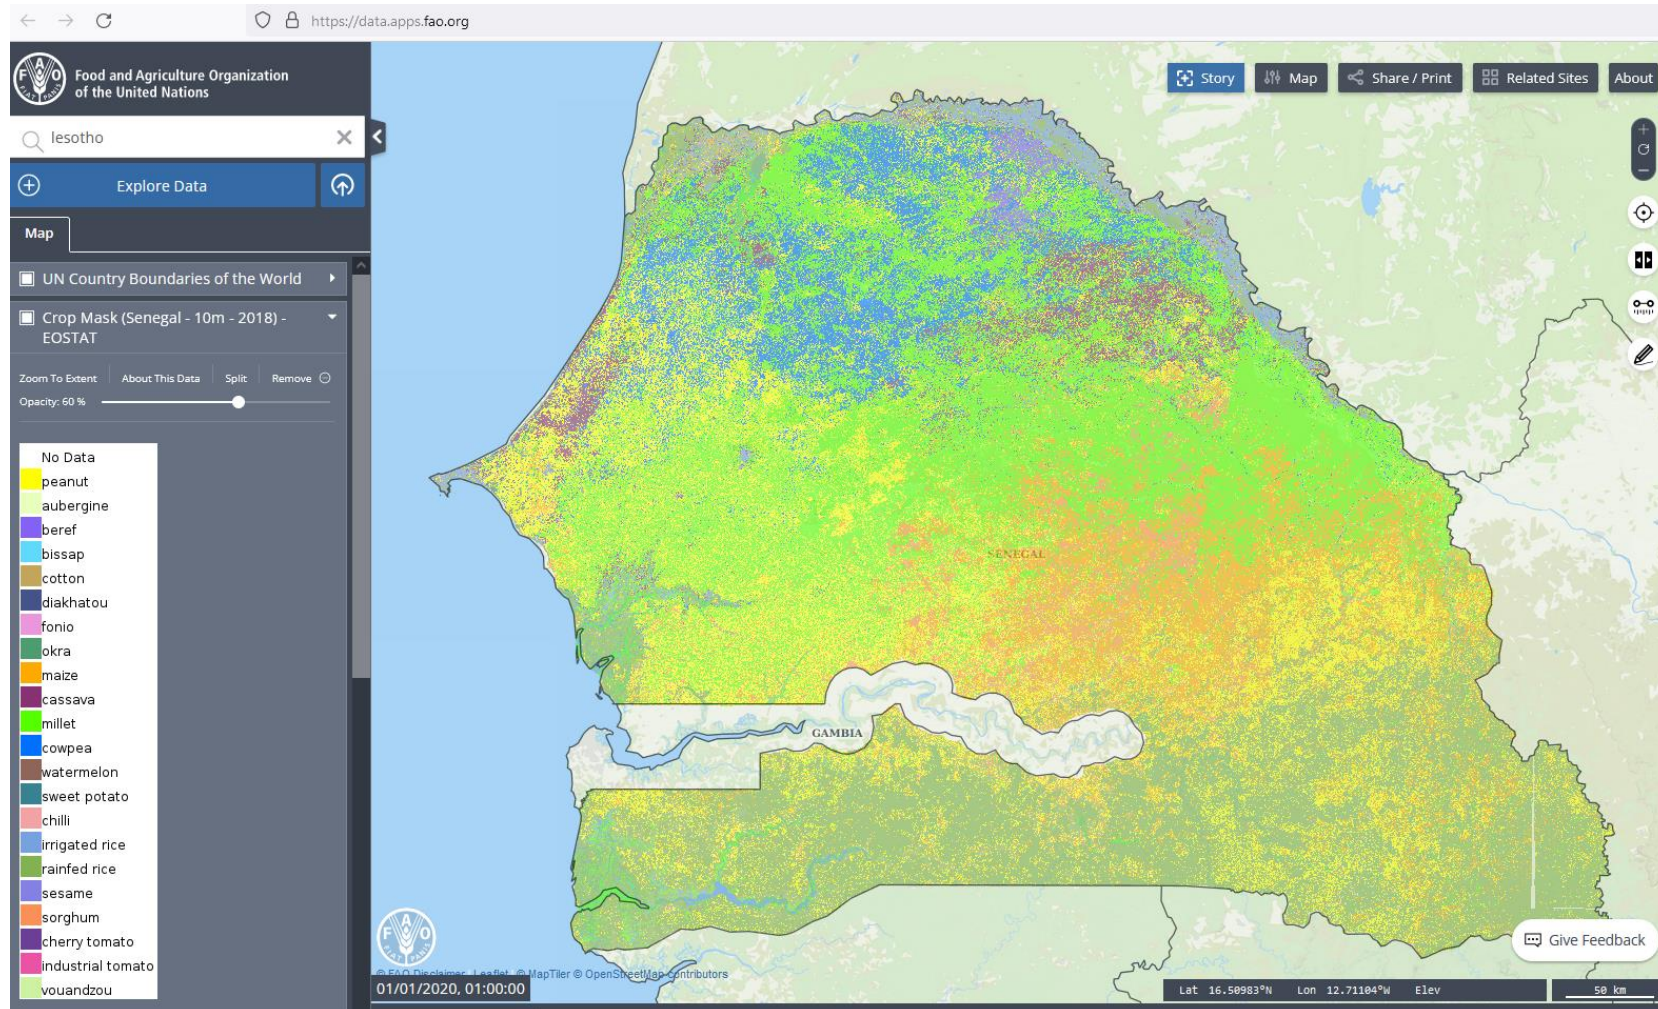 https://data.apps.fao.org
Food and Agriculture Organization
of the United Nations
lesotho
Explore Data
Map
UN Country Boundaries of the World
Crop Mask (Senegal - 10m - 2018) -
EOSTAT
Zoom To Extent
About This Data
Split
Remove
Opacity: 60 %
No Data
peanut
aubergine
beref
bissap
cotton
diakhatou
fonio
okra
maize
cassava
millet
cowpea
watermelon
sweet potato
chilli
irrigated rice
rainfed rice
sesame
sorghum
cherry tomato
industrial tomato
vouandzou
Story
Map
Share / Print
Related Sites
About
SENEGAL
GAMBIA
Give Feedback
© FAO Disclaimer Leaflet © MapTiler © OpenStreetMap contributors
01/01/2020, 01:00:00
Lat 16.50983°N Lon 12.71104°W Elev
50 km